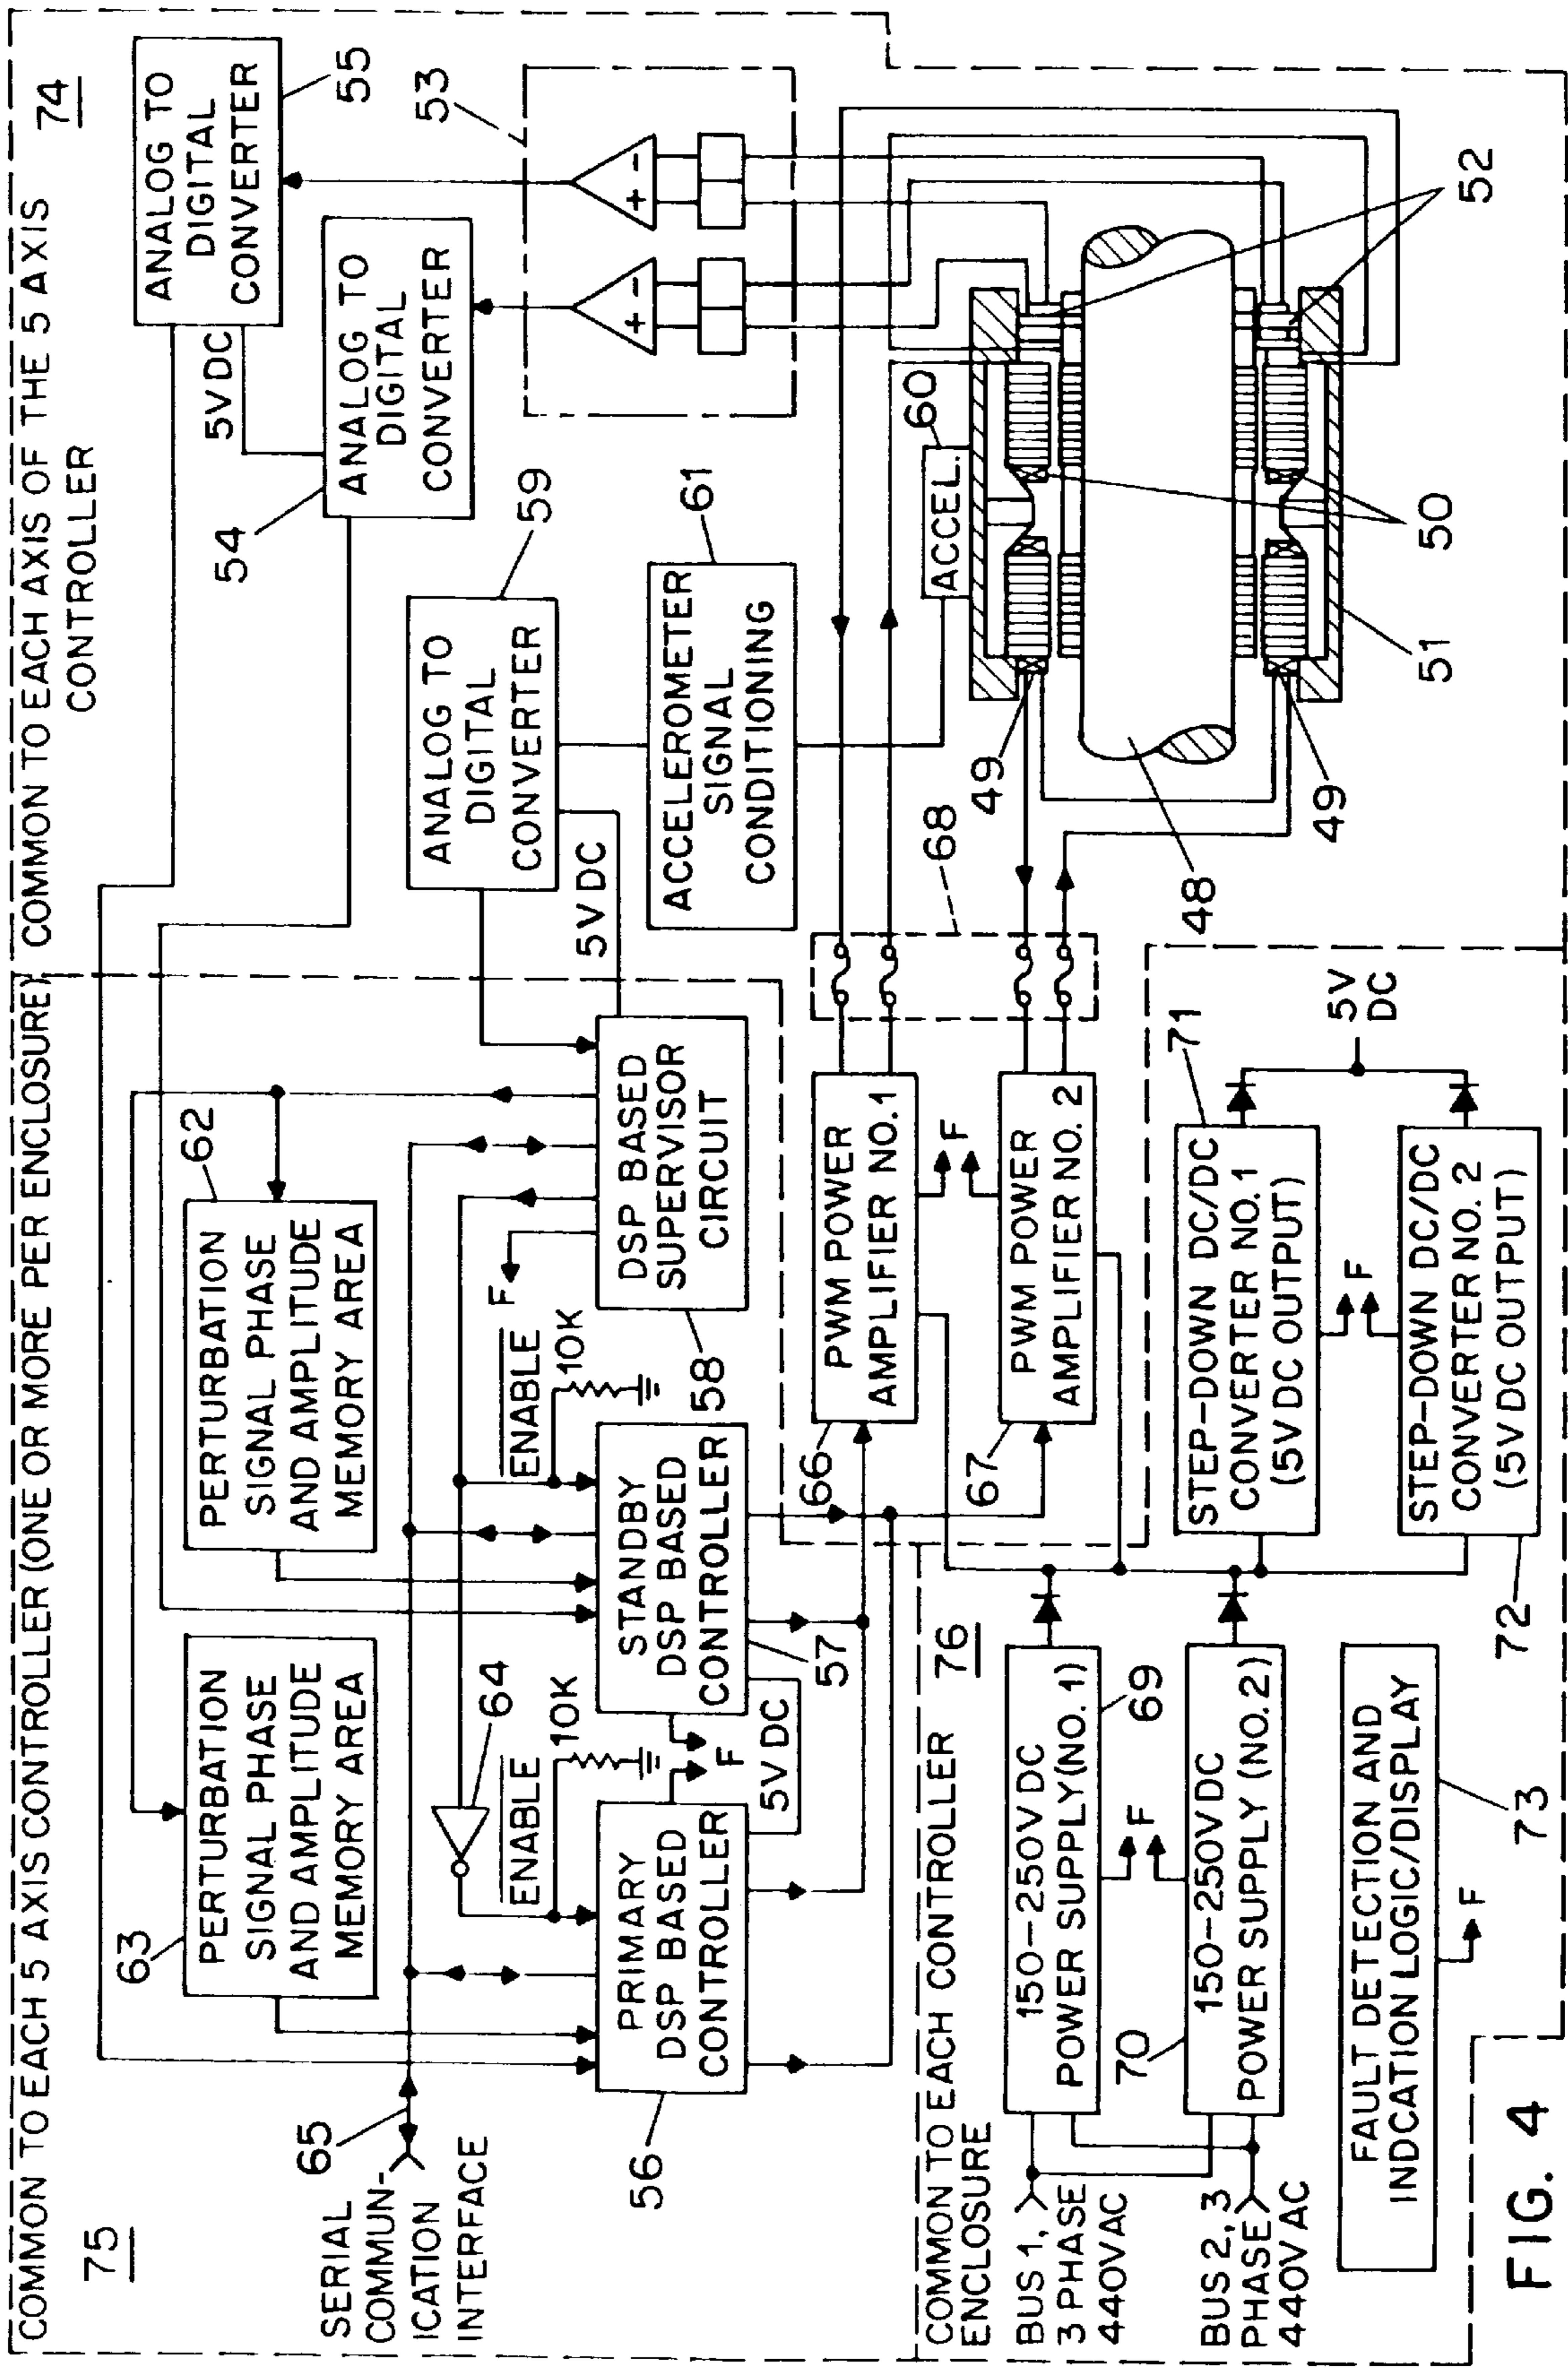 COMMON TO EACH 5 AXIS CONTROLLER (ONE OR MORE PER ENCLOSURE)
COMMON TO EACH AXIS OF THE 5 AXIS
CONTROLLER
74
75
63
PERTURBATION
SIGNAL PHASE
AND AMPLITUDE
MEMORY AREA
62
PERTURBATION
SIGNAL PHASE
AND AMPLITUDE
MEMORY AREA
ANALOG TO
DIGITAL
CONVERTER
55
5V DC
54
ANALOG TO
DIGITAL
CONVERTER
53
+ -
+ -
65
SERIAL
COMMUN-
ICATION
INTERFACE
64
ENABLE
10K
ENABLE
10K
F
ANALOG TO
DIGITAL
CONVERTER
59
5V DC
PRIMARY
DSP BASED
CONTROLLER
56
F
5V DC
STANDBY
DSP BASED
CONTROLLER
57
DSP BASED
SUPERVISOR
CIRCUIT
58
ACCELEROMETER
SIGNAL
CONDITIONING
61
ACCEL.
60
66
PWM POWER
AMPLIFIER NO. 1
F
67
PWM POWER
AMPLIFIER NO. 2
68
49
49
48
50
51
52
COMMON TO EACH CONTROLLER
ENCLOSURE
76
BUS 1,
3 PHASE
440VAC
150-250V DC
POWER SUPPLY (NO. 1)
69
F
70
BUS 2, 3
PHASE
440V AC
150-250V DC
POWER SUPPLY (NO. 2)
STEP-DOWN DC/DC
CONVERTER NO. 1
(5V DC OUTPUT)
71
F
5V
DC
STEP-DOWN DC/DC
CONVERTER NO. 2
(5V DC OUTPUT)
72
FAULT DETECTION AND
INDCATION LOGIC/DISPLAY
73
F
FIG. 4